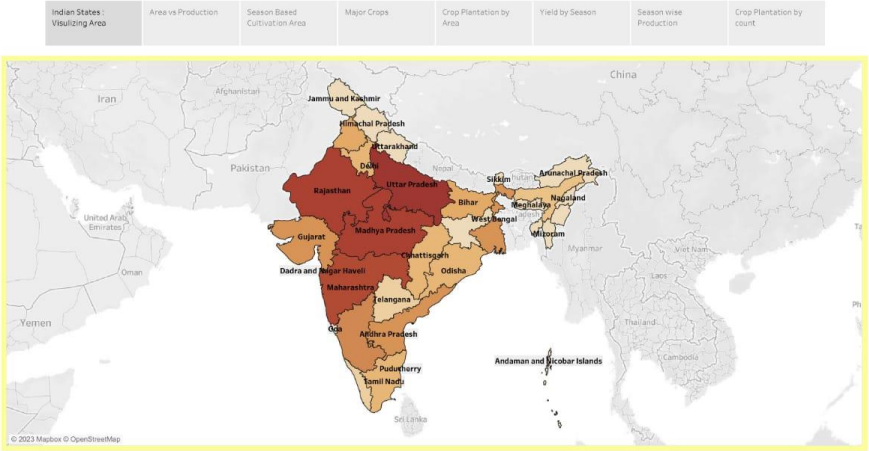 Indian States :
Visulizing Area
Area vs Production
Season Based
Cultivation Area
Major Crops
Crop Plantation by
Area
Yield by Season
Season wise
Production
Crop Plantation by
count
China
Iran
Afghanistan
Jammu and Kashmir
Himachal Pradesh
Uttarakhand
Pakistan
Delhi
Nepal
Arunachal Pradesh
Sikkim
Rajasthan
Uttar Pradesh
Bihar
Nagaland
Meghalaya
United Arab
Emirates
West Bengal
Gujarat
Madhya Pradesh
Mizoram
Myanmar
Viet Nam
Chhattisgarh
Oman
Dadra and Nagar Haveli
Odisha
Laos
Maharashtra
Telangana
Yemen
Goa
Andhra Pradesh
Thailand
Cambodia
Andaman and Nicobar Islands
Puducherry
Tamil Nadu
Sri Lanka
© 2023 Mapbox © OpenStreetMap